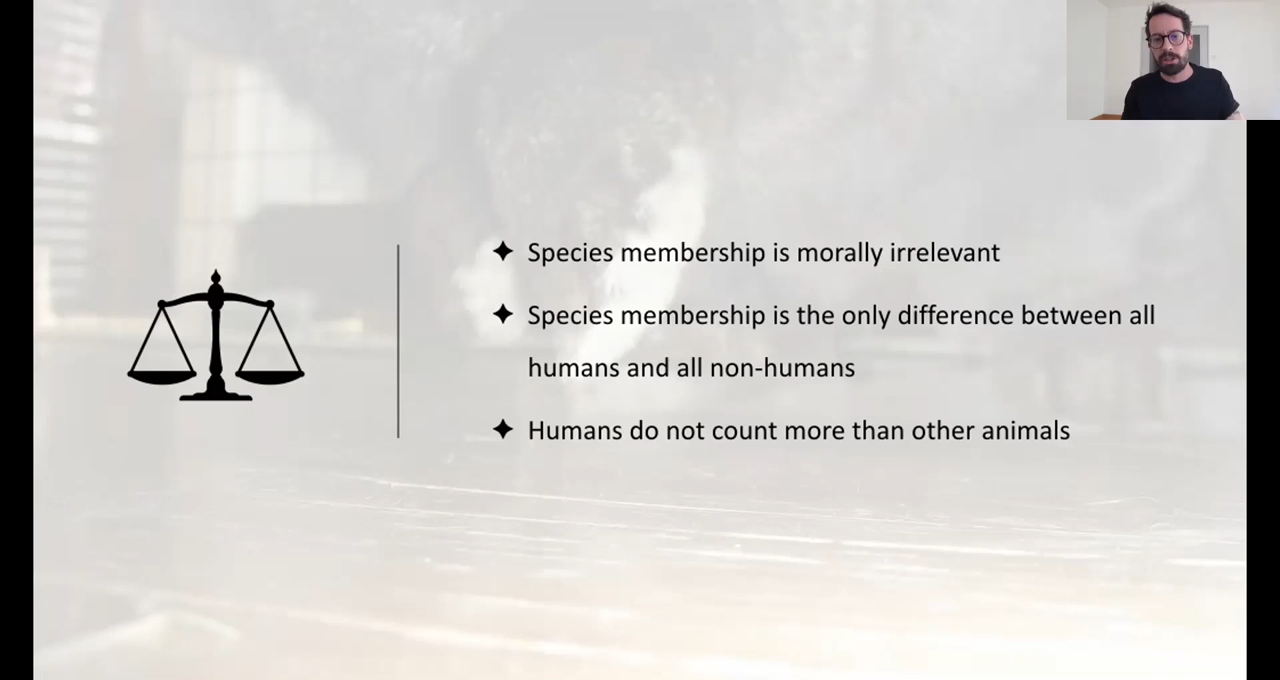 ✦ Species membership is morally irrelevant
✦ Species membership is the only difference between all
humans and all non-humans
✦ Humans do not count more than other animals